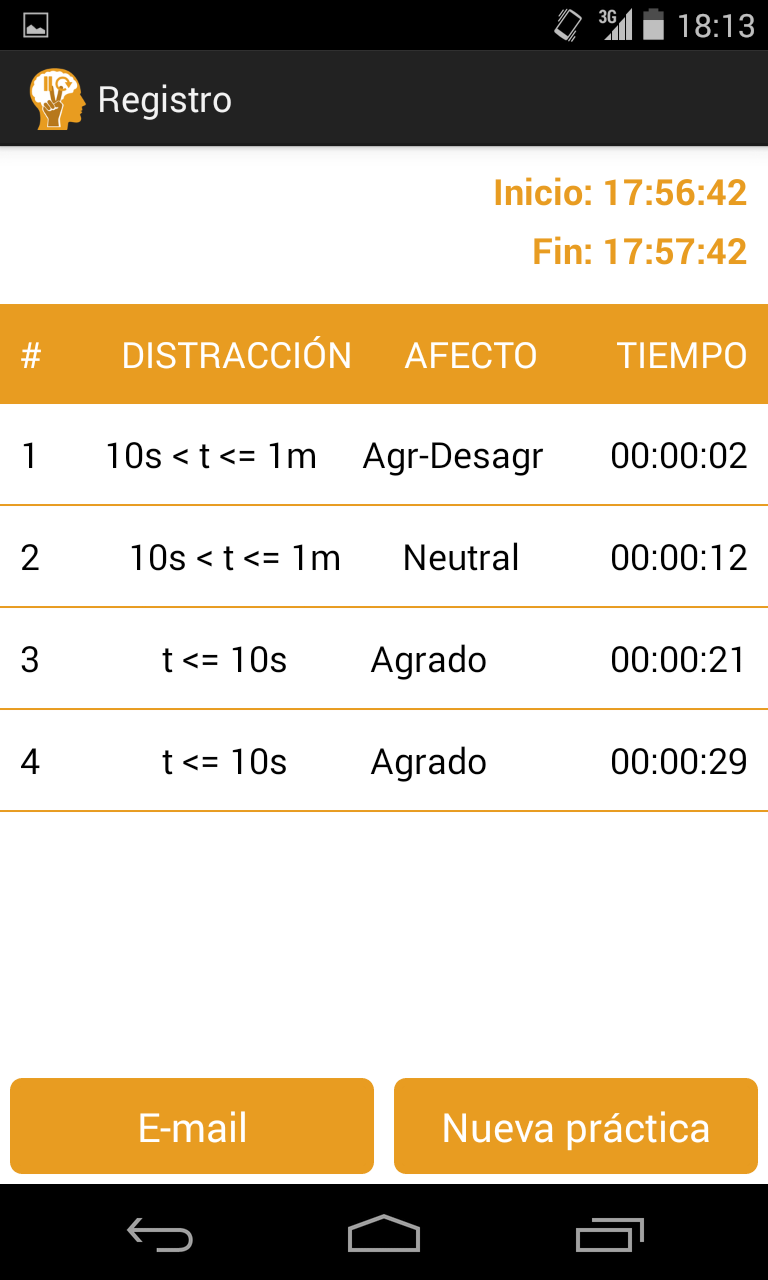 3G 18:13
Registro
Inicio: 17:56:42
Fin: 17:57:42
# DISTRACCIÓN AFECTO TIEMPO
1 10s < t <= 1m Agr-Desagr 00:00:02
2 10s < t <= 1m Neutral 00:00:12
3 t <= 10s Agrado 00:00:21
4 t <= 10s Agrado 00:00:29
E-mail Nueva práctica